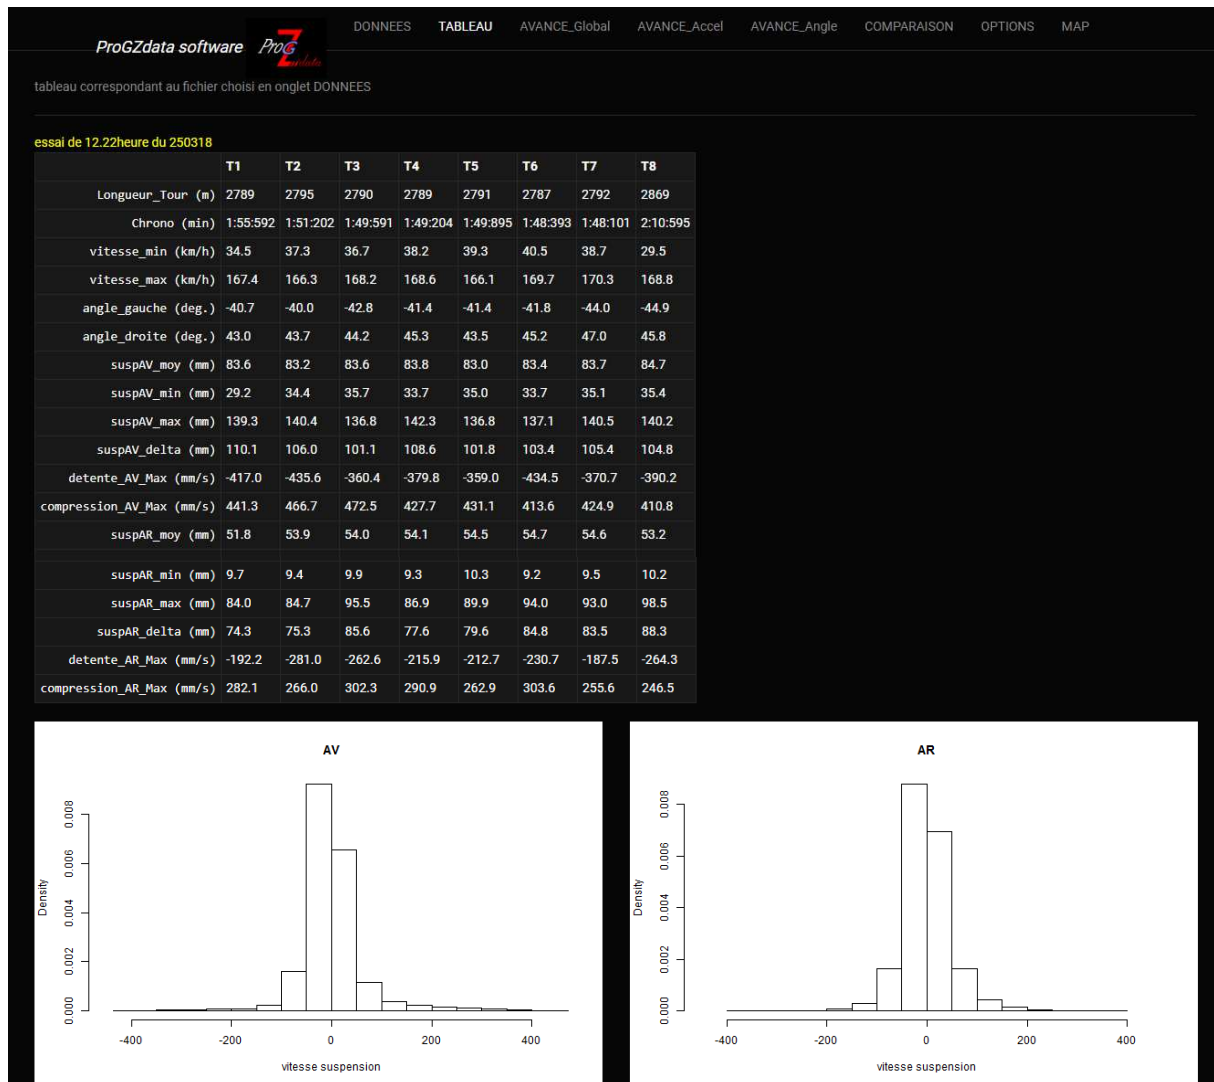 DONNEES TABLEAU AVANCE_Global AVANCE_Accel AVANCE_Angle COMPARAISON OPTIONS MAP
ProGZdata software ProGZ
tableau correspondant au fichier choisi en onglet DONNEES
essai de 12.22heure du 250318
T1 T2 T3 T4 T5 T6 T7 T8
Longueur_Tour (m) 2789 2795 2790 2789 2791 2787 2792 2869
Chrono (min) 1:55:592 1:51:202 1:49:591 1:49:204 1:49:895 1:48:393 1:48:101 2:10:595
vitesse_min (km/h) 34.5 37.3 36.7 38.2 39.3 40.5 38.7 29.5
vitesse_max (km/h) 167.4 166.3 168.2 168.6 166.1 169.7 170.3 168.8
angle_gauche (deg.) -40.7 -40.0 -42.8 -41.4 -41.4 -41.8 -44.0 -44.9
angle_droite (deg.) 43.0 43.7 44.2 45.3 43.5 45.2 47.0 45.8
suspAV_moy (mm) 83.6 83.2 83.6 83.8 83.0 83.4 83.7 84.7
suspAV_min (mm) 29.2 34.4 35.7 33.7 35.0 33.7 35.1 35.4
suspAV_max (mm) 139.3 140.4 136.8 142.3 136.8 137.1 140.5 140.2
suspAV_delta (mm) 110.1 106.0 101.1 108.6 101.8 103.4 105.4 104.8
detente_AV_Max (mm/s) -417.0 -435.6 -360.4 -379.8 -359.0 -434.5 -370.7 -390.2
compression_AV_Max (mm/s) 441.3 466.7 472.5 427.7 431.1 413.6 424.9 410.8
suspAR_moy (mm) 51.8 53.9 54.0 54.1 54.5 54.7 54.6 53.2
suspAR_min (mm) 9.7 9.4 9.9 9.3 10.3 9.2 9.5 10.2
suspAR_max (mm) 84.0 84.7 95.5 86.9 89.9 94.0 93.0 98.5
suspAR_delta (mm) 74.3 75.3 85.6 77.6 79.6 84.8 83.5 88.3
detente_AR_Max (mm/s) -192.2 -281.0 -262.6 -215.9 -212.7 -230.7 -187.5 -264.3
compression_AR_Max (mm/s) 282.1 266.0 302.3 290.9 262.9 303.6 255.6 246.5
AV
0.008
0.006
0.004
0.002
0.000
Density
-400 -200 0 200 400
vitesse suspension
AR
0.008
0.006
0.004
0.002
0.000
Density
-400 -200 0 200 400
vitesse suspension